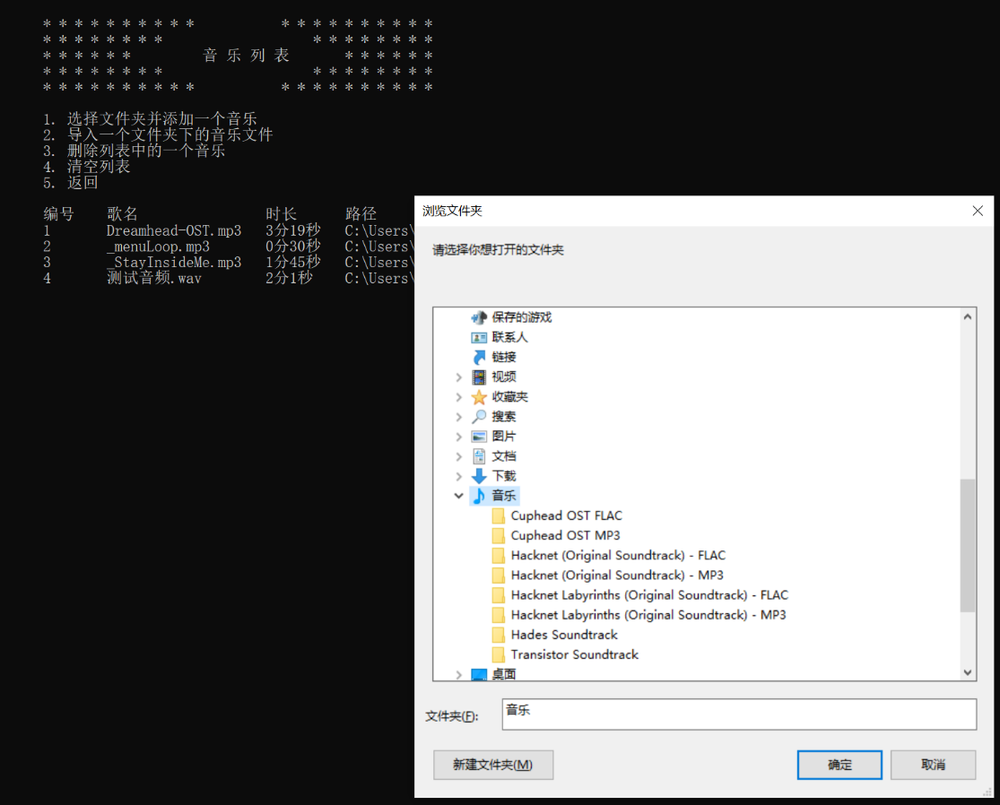 * * * * * * * * * * * * * * * * * * * *
* * * * * * * * * * * * * * * *
* * * * * * 音 乐 列 表 * * * * * *
* * * * * * * * * * * * * * * *
* * * * * * * * * * * * * * * * * * * *
1. 选择文件夹并添加一个音乐
2. 导入一个文件夹下的音乐文件
3. 删除列表中的一个音乐
4. 清空列表
5. 返回
编号 歌名 时长 路径
1 Dreamhead-OST.mp3 3分19秒 C:\Users\
2 _menuLoop.mp3 0分30秒 C:\Users\
3 _StayInsideMe.mp3 1分45秒 C:\Users\
4 测试音频.wav 2分1秒 C:\Users\
浏览文件夹
请选择你想打开的文件夹
保存的游戏
联系人
链接
视频
收藏夹
搜索
图片
文档
下载
音乐
Cuphead OST FLAC
Cuphead OST MP3
Hacknet (Original Soundtrack) - FLAC
Hacknet (Original Soundtrack) - MP3
Hacknet Labyrinths (Original Soundtrack) - FLAC
Hacknet Labyrinths (Original Soundtrack) - MP3
Hades Soundtrack
Transistor Soundtrack
桌面
文件夹(F): 音乐
新建文件夹(M) 确定 取消